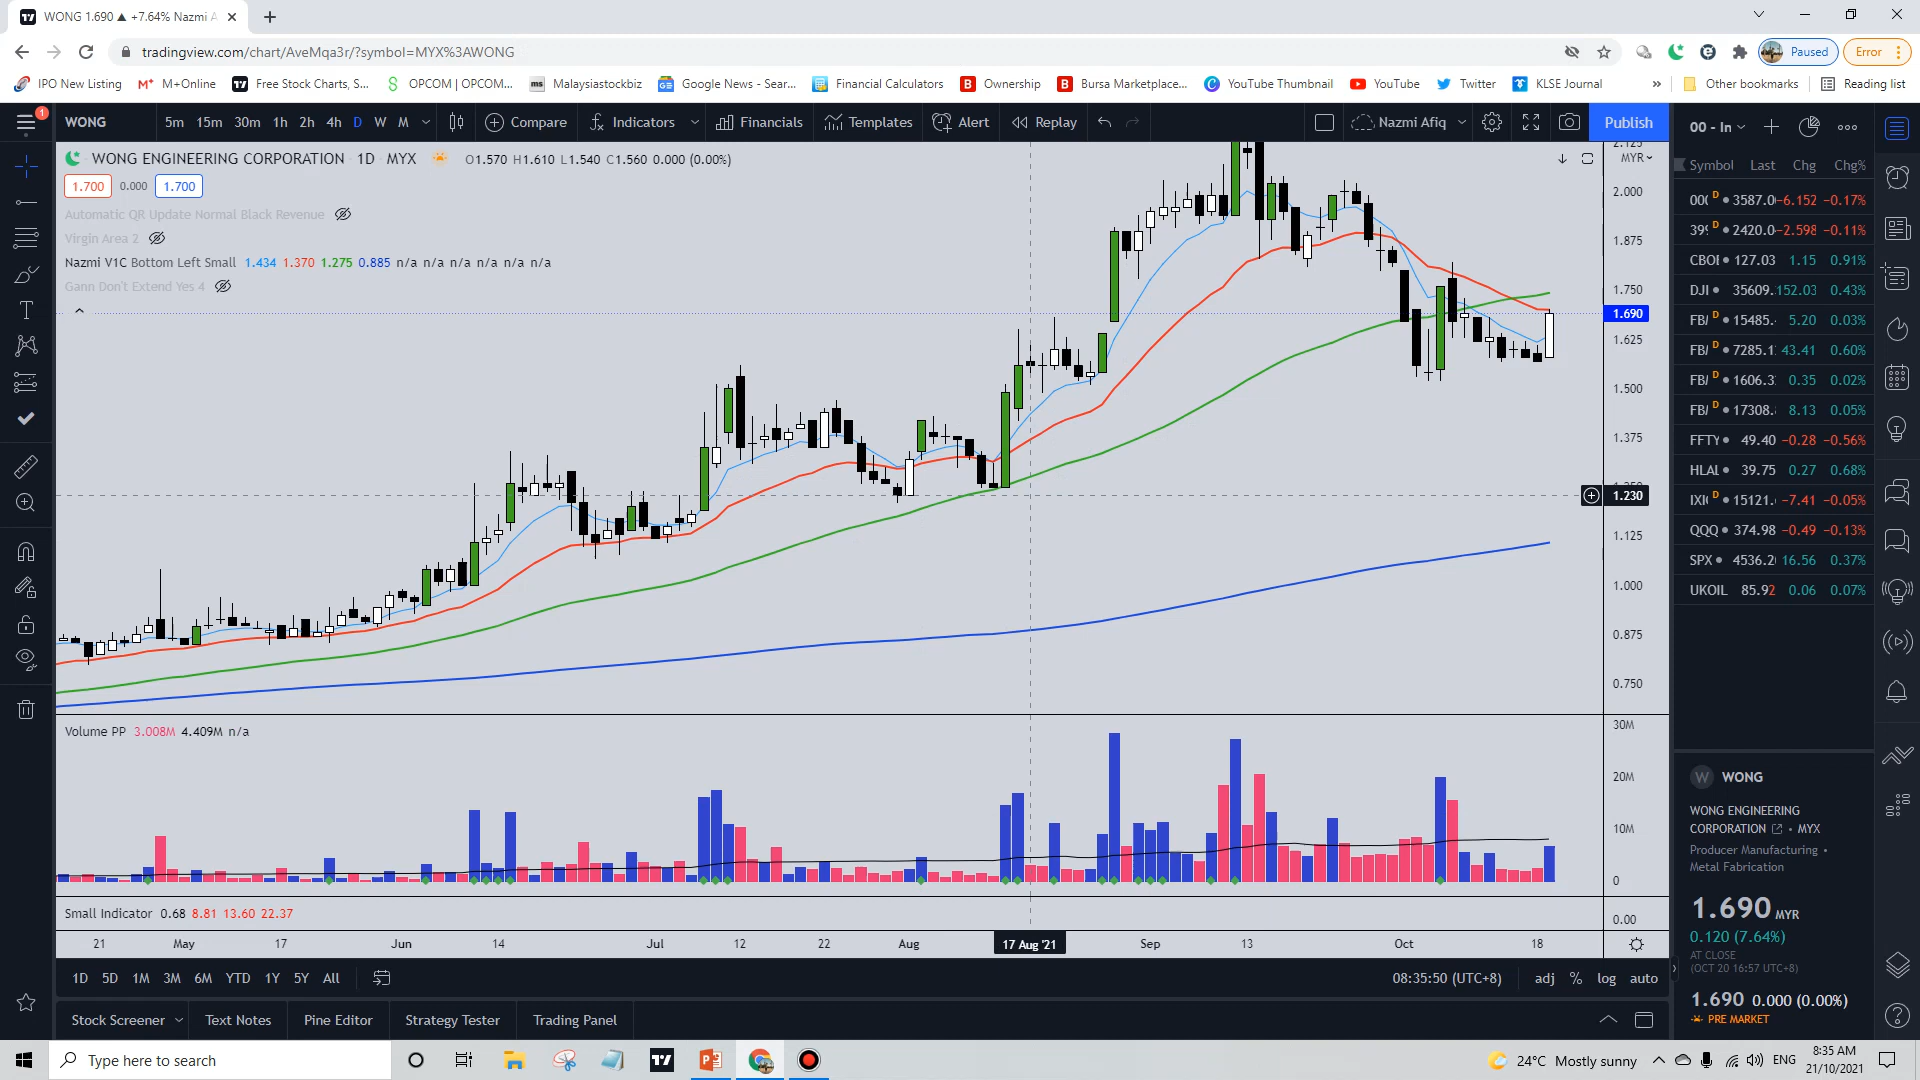 WONG 1.690 ▲ +7.64% Nazmi A
tradingview.com/chart/AveMqa3r/?symbol=MYX%3AWONG
Paused
Error
IPO New Listing
M+Online
Free Stock Charts, S...
OPCOM | OPCOM...
Malaysiastockbiz
Google News - Sear...
Financial Calculators
Ownership
Bursa Marketplace...
YouTube Thumbnail
YouTube
Twitter
KLSE Journal
»
Other bookmarks
Reading list
1
WONG
5m 15m 30m 1h 2h 4h D W M
Compare
Indicators
Financials
Templates
Alert
Replay
Nazmi Afiq
Publish
WONG ENGINEERING CORPORATION 1D MYX
O1.570 H1.610 L1.540 C1.560 0.000 (0.00%)
1.700 0.000 1.700
Automatic QR Update Normal Black Revenue
Virgin Area 2
Nazmi V1C Bottom Left Small 1.434 1.370 1.275 0.885 n/a n/a n/a n/a n/a n/a
Gann Don't Extend Yes 4
2.125
MYR
2.000
1.875
1.750
1.690
1.625
1.500
1.375
1.230
1.125
1.000
0.875
0.750
Volume PP 3.008M 4.409M n/a
30M
20M
10M
0
Small Indicator 0.68 8.81 13.60 22.37
0.00
21 May 17 Jun 14 Jul 12 22 Aug 17 Aug '21 Sep 13 Oct 18
1D 5D 1M 3M 6M YTD 1Y 5Y All
08:35:50 (UTC+8)
adj % log auto
Stock Screener
Text Notes
Pine Editor
Strategy Tester
Trading Panel
00 - In
Symbol Last Chg Chg%
000 D 3587.0 -6.152 -0.17%
399 D 2420.0 -2.598 -0.11%
CBOE 127.03 1.15 0.91%
DJI 35609. 152.03 0.43%
FB D 15485. 5.20 0.03%
FB D 7285.1 43.41 0.60%
FB D 1606.3 0.35 0.02%
FB D 17308. 8.13 0.05%
FFTY 49.40 -0.28 -0.56%
HLAL 39.75 0.27 0.68%
IXIC D 15121. -7.41 -0.05%
QQQ 374.98 -0.49 -0.13%
SPX 4536.2 16.56 0.37%
UKOIL 85.92 0.06 0.07%
W WONG
WONG ENGINEERING
CORPORATION • MYX
Producer Manufacturing •
Metal Fabrication
1.690 MYR
0.120 (7.64%)
AT CLOSE
(OCT 20 16:57 UTC+8)
1.690 0.000 (0.00%)
PRE MARKET
Type here to search
24°C Mostly sunny
ENG
8:35 AM
21/10/2021